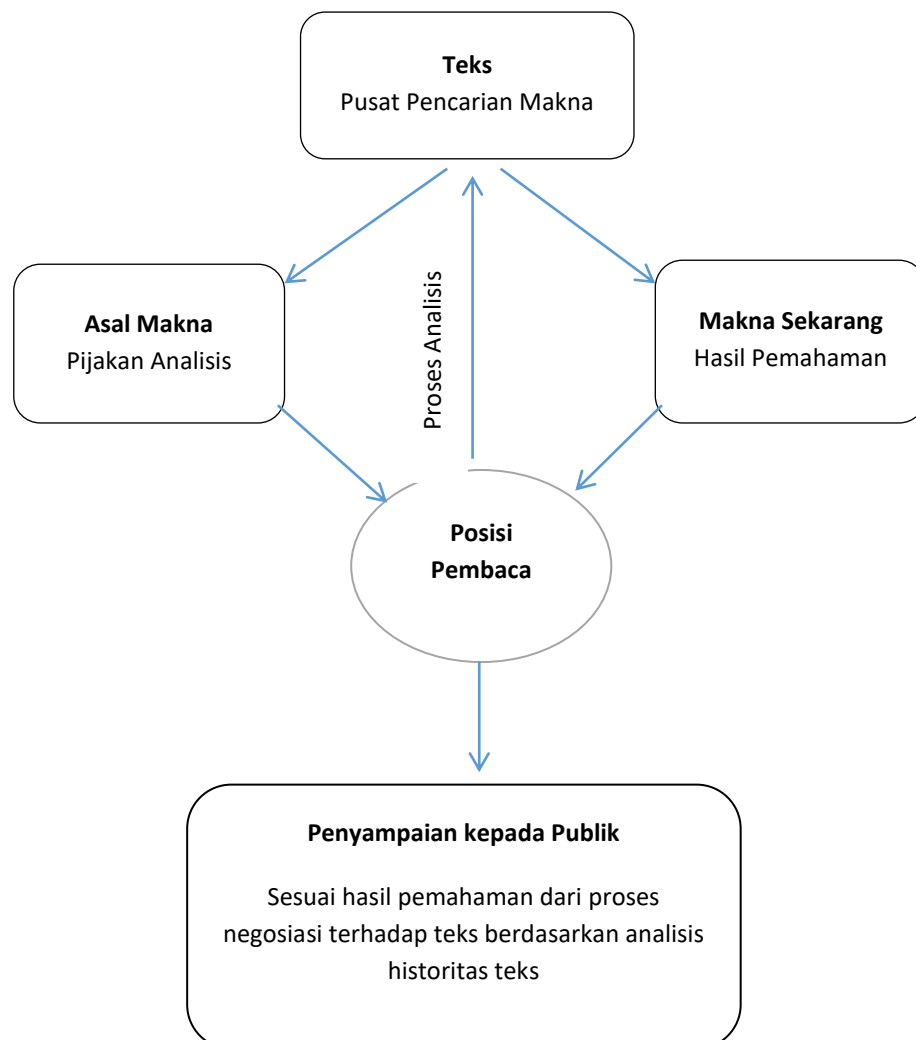 Teks
Pusat Pencarian Makna
Asal Makna
Pijakan Analisis
Proses Analisis
Makna Sekarang
Hasil Pemahaman
Posisi
Pembaca
Penyampaian kepada Publik
Sesuai hasil pemahaman dari proses
negosiasi terhadap teks berdasarkan analisis
historitas teks